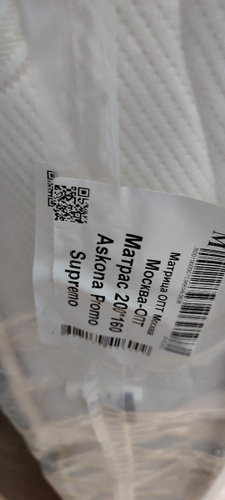 М
Матрица ОПТ Москва
Москва-ОПТ
Матрас 200*160
Askona Promo
Supremo